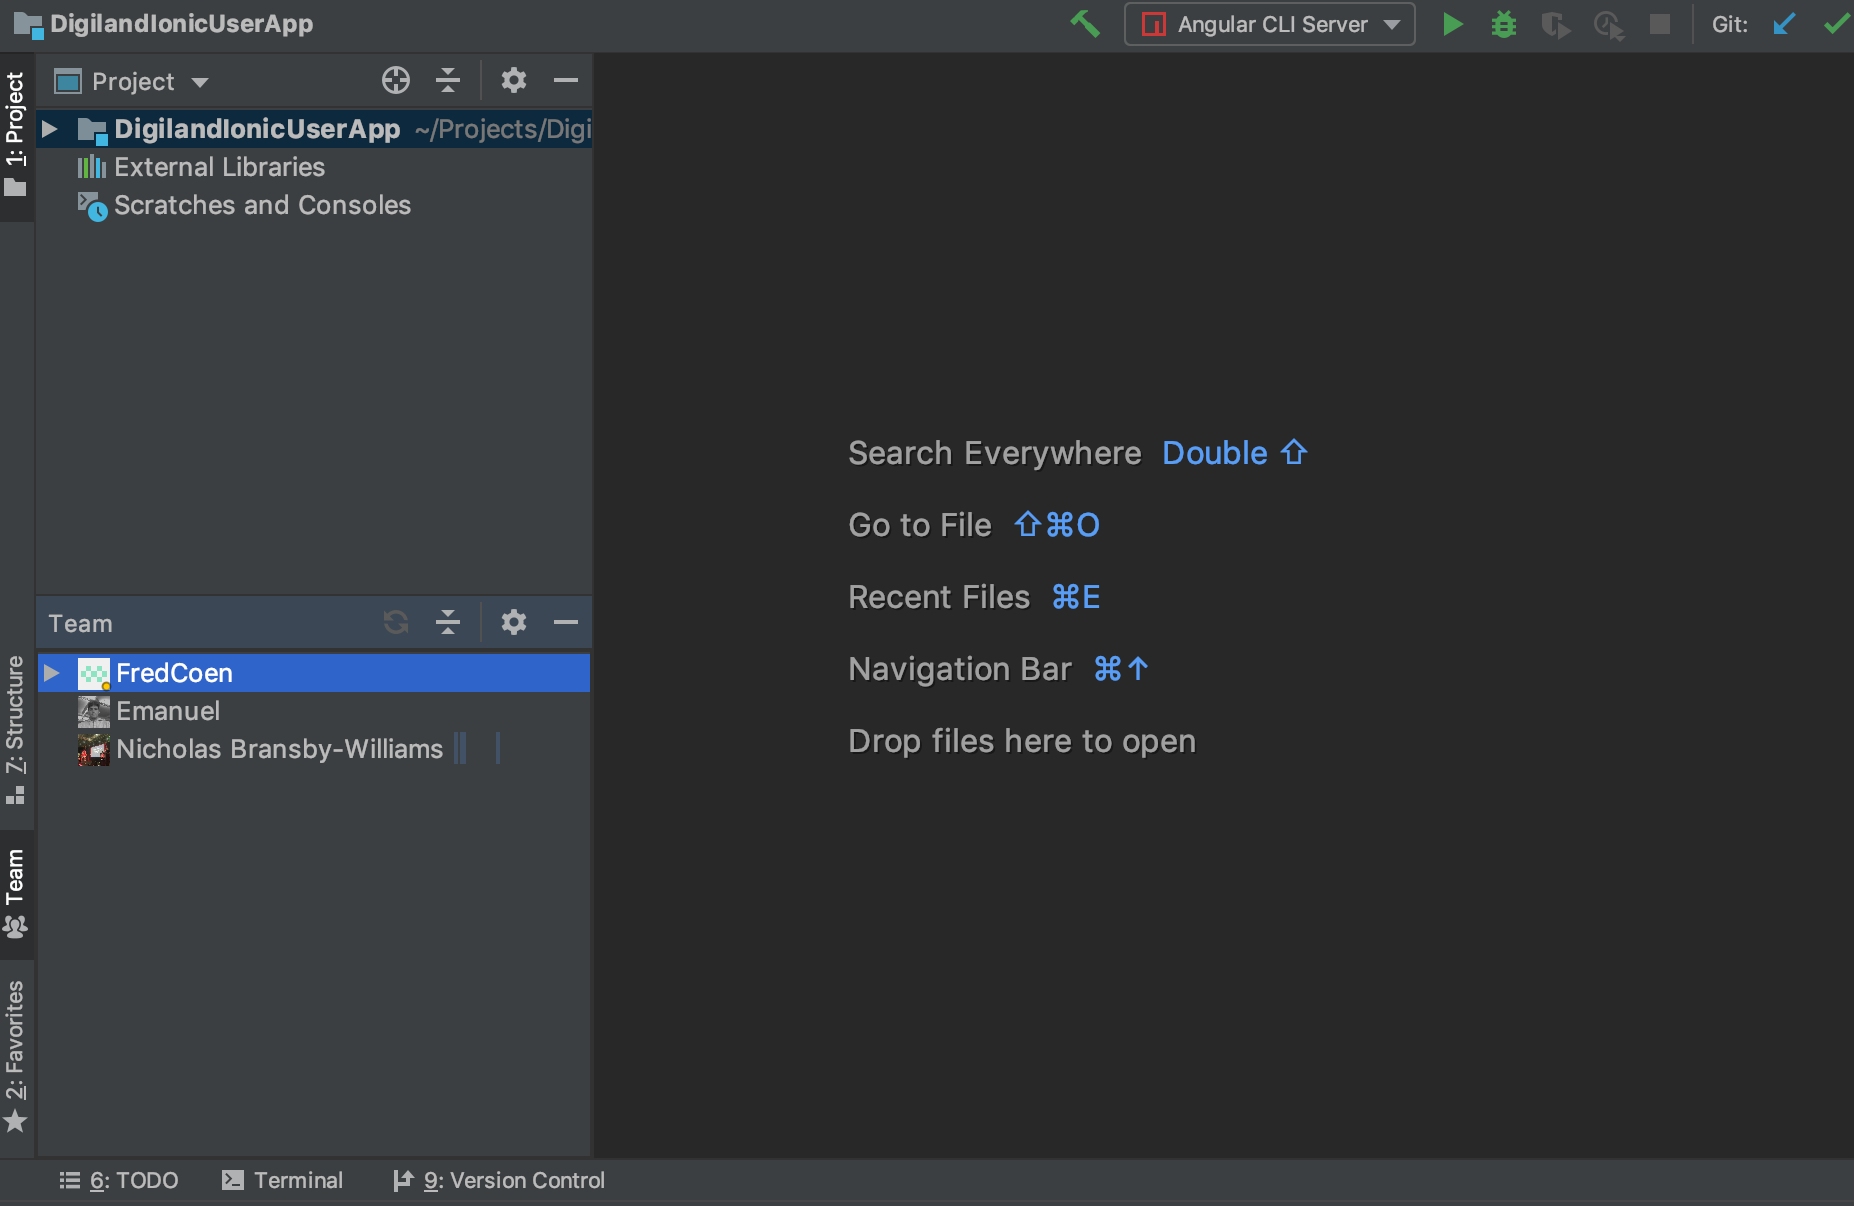 DigilandIonicUserApp
Angular CLI Server
Git:
1: Project
Project
DigilandIonicUserApp ~/Projects/Digi
External Libraries
Scratches and Consoles
Search Everywhere Double ⇧
Go to File ⇧⌘O
Recent Files ⌘E
Navigation Bar ⌘↑
Drop files here to open
7: Structure
Team
FredCoen
Emanuel
Nicholas Bransby-Williams
Team
2: Favorites
6: TODO
Terminal
9: Version Control